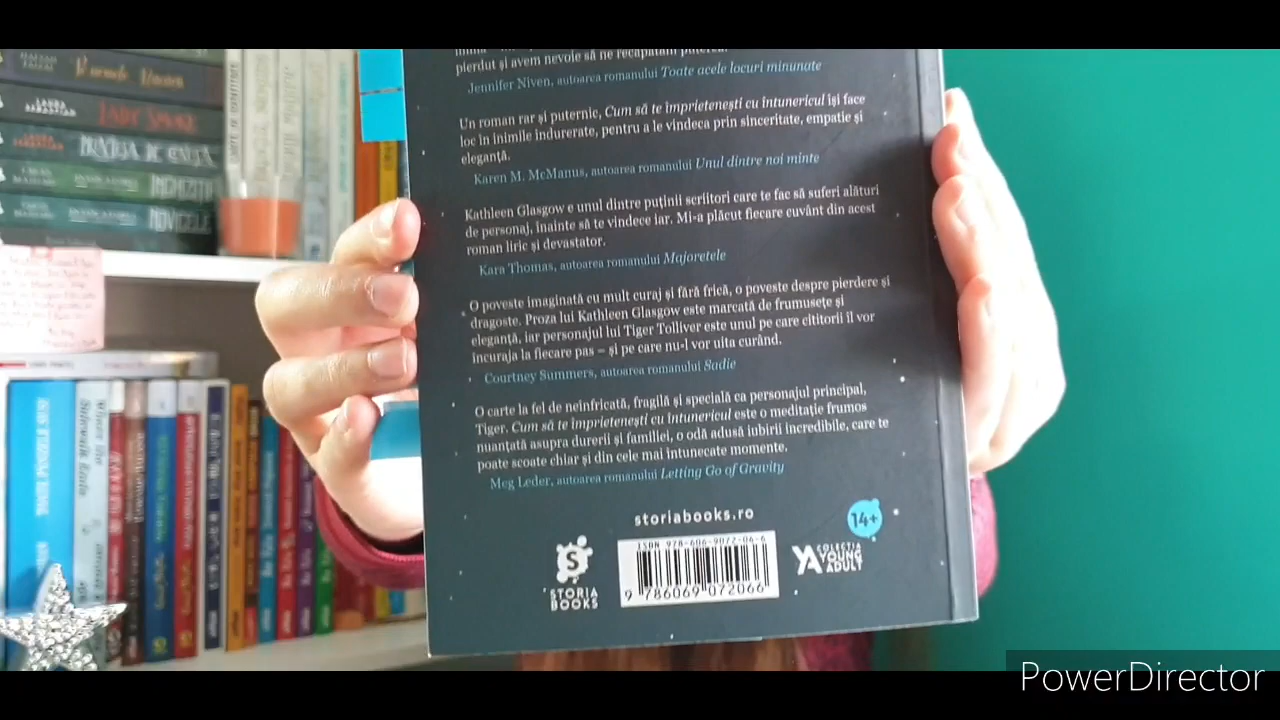 pierdut și avem nevoie să ne recăpătăm puterea.
Jennifer Niven, autoarea romanului Toate acele locuri minunate
Un roman rar și puternic, Cum să te împrietenești cu întunericul își face
loc în inimile îndurerate, pentru a le vindeca prin sinceritate, empatie și
eleganță.
Karen M. McManus, autoarea romanului Unul dintre noi minte
Kathleen Glasgow e unul dintre puținii scriitori care te fac să suferi alături
de personaj, înainte să te vindece iar. Mi-a plăcut fiecare cuvânt din acest
roman liric și devastator.
Kara Thomas, autoarea romanului Majoretele
O poveste imaginată cu mult curaj și fără frică, o poveste despre pierdere și
dragoste. Proza lui Kathleen Glasgow este marcată de frumusețe și
eleganță, iar personajul lui Tiger Tolliver este unul pe care cititorii îl vor
încuraja la fiecare pas – și pe care nu-l vor uita curând.
Courtney Summers, autoarea romanului Sadie
O carte la fel de neînfricată, fragilă și specială ca personajul principal,
Tiger. Cum să te împrietenești cu întunericul este o meditație frumos
nuanțată asupra durerii și familiei, o odă adusă iubirii incredibile, care te
poate scoate chiar și din cele mai întunecate momente.
Meg Leder, autoarea romanului Letting Go of Gravity
storiabooks.ro
14+
ISBN 978-606-9072-06-6
9 786069 072066
S
STORIA
BOOKS
YA
COLECȚIA
YOUNG
ADULT
LAURA
SEBASTIAN
LADY SMOKE
NOVICELE
PowerDirector